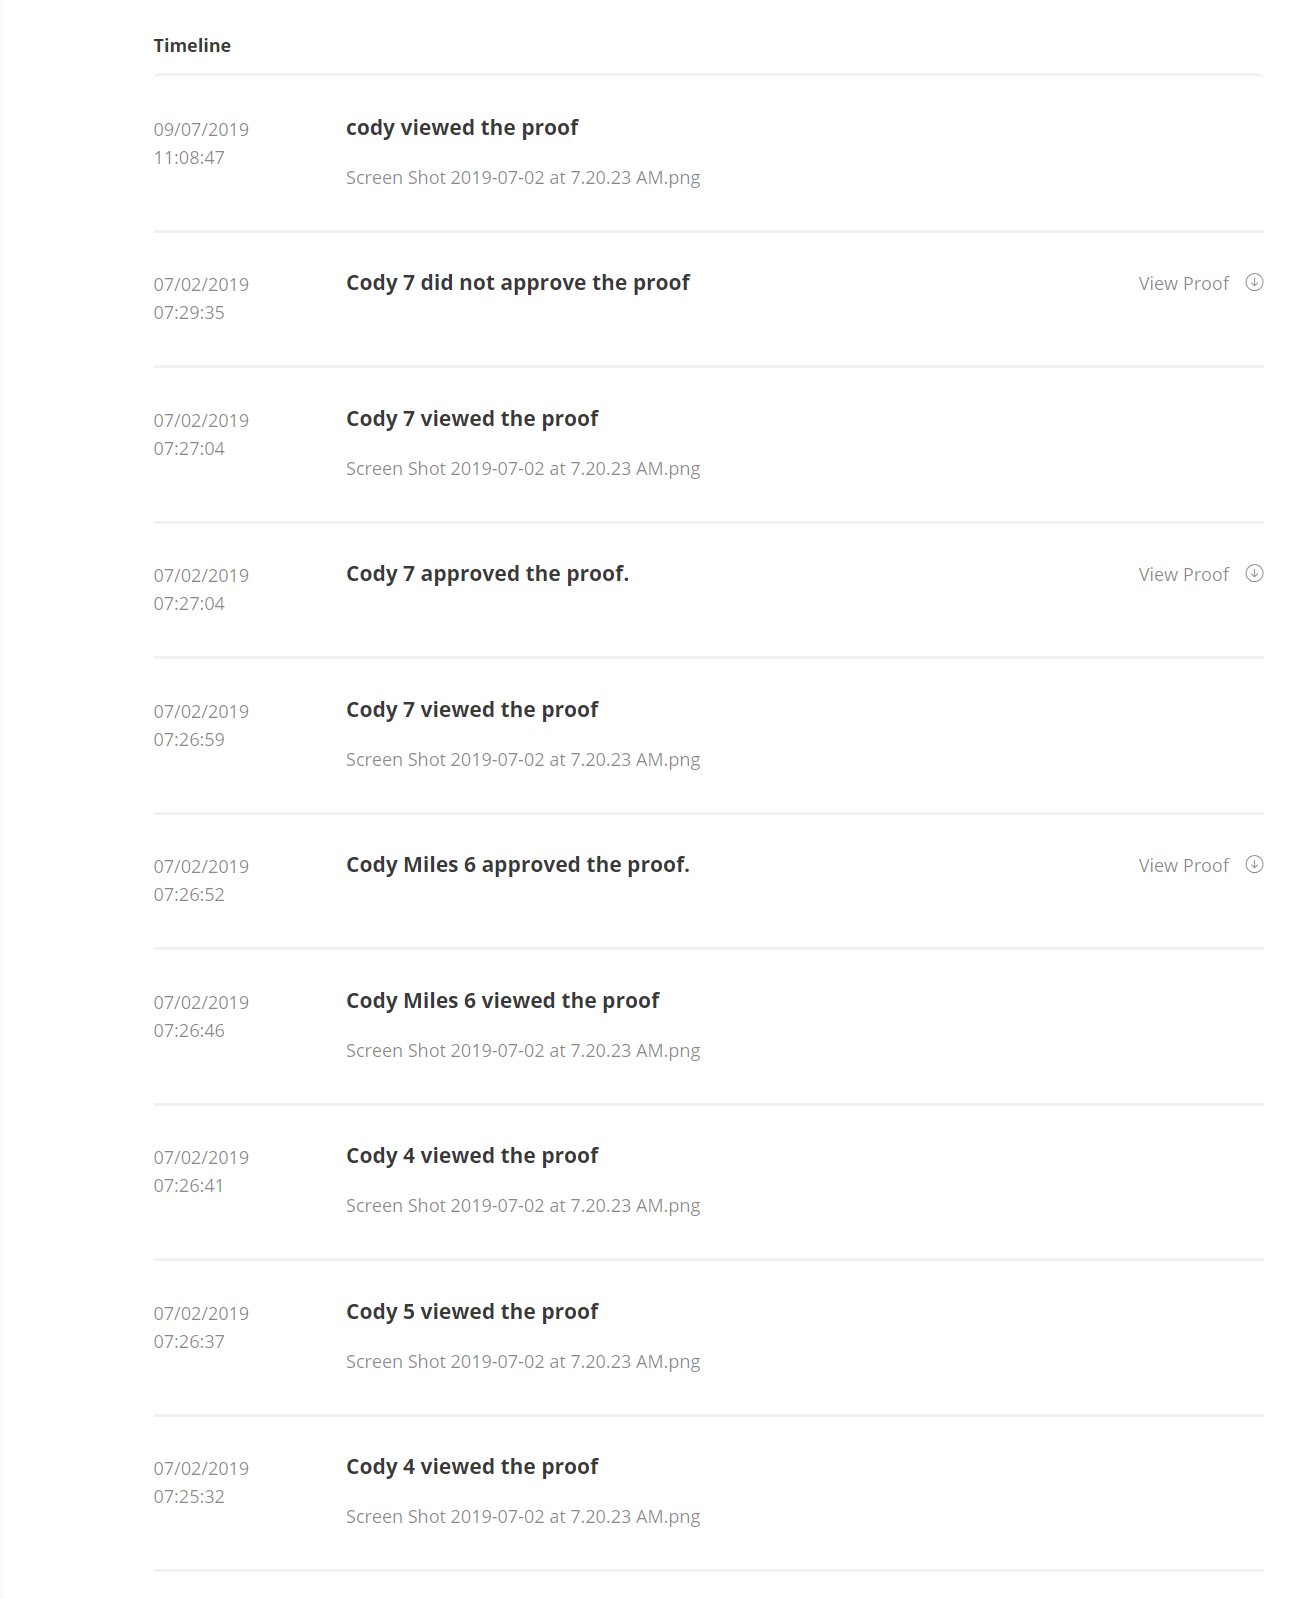 Timeline
09/07/2019
11:08:47
cody viewed the proof
Screen Shot 2019-07-02 at 7.20.23 AM.png
07/02/2019
07:29:35
Cody 7 did not approve the proof
View Proof
07/02/2019
07:27:04
Cody 7 viewed the proof
Screen Shot 2019-07-02 at 7.20.23 AM.png
07/02/2019
07:27:04
Cody 7 approved the proof.
View Proof
07/02/2019
07:26:59
Cody 7 viewed the proof
Screen Shot 2019-07-02 at 7.20.23 AM.png
07/02/2019
07:26:52
Cody Miles 6 approved the proof.
View Proof
07/02/2019
07:26:46
Cody Miles 6 viewed the proof
Screen Shot 2019-07-02 at 7.20.23 AM.png
07/02/2019
07:26:41
Cody 4 viewed the proof
Screen Shot 2019-07-02 at 7.20.23 AM.png
07/02/2019
07:26:37
Cody 5 viewed the proof
Screen Shot 2019-07-02 at 7.20.23 AM.png
07/02/2019
07:25:32
Cody 4 viewed the proof
Screen Shot 2019-07-02 at 7.20.23 AM.png